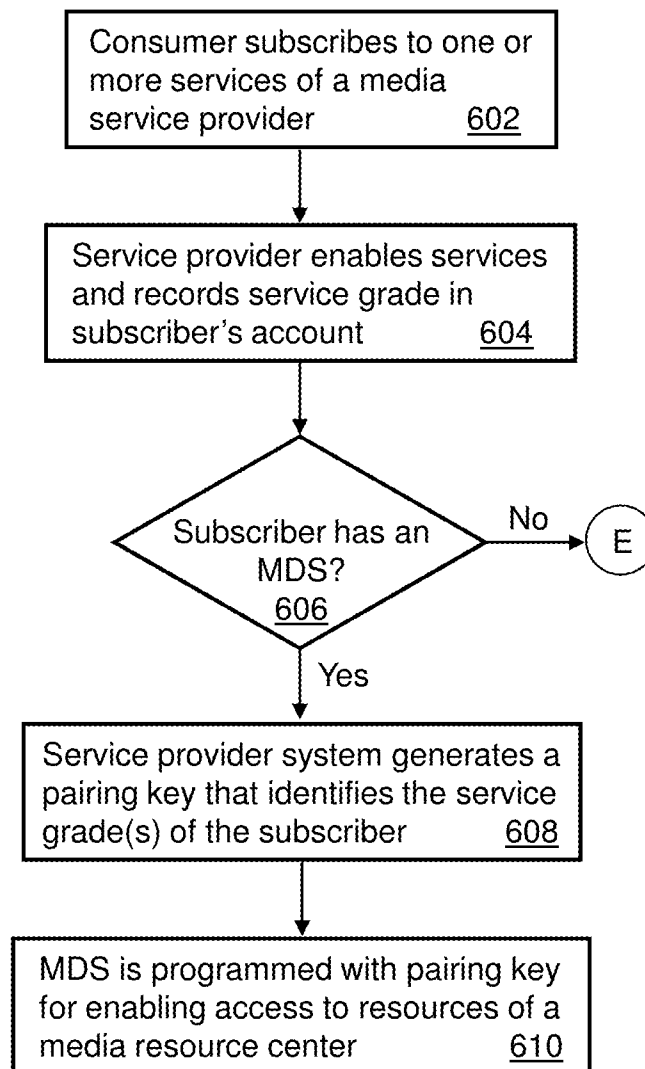 Consumer subscribes to one or
more services of a media
service provider 602
Service provider enables services
and records service grade in
subscriber's account 604
Subscriber has an
MDS?
606
No
E
Yes
Service provider system generates a
pairing key that identifies the service
grade(s) of the subscriber 608
MDS is programmed with pairing key
for enabling access to resources of a
media resource center 610